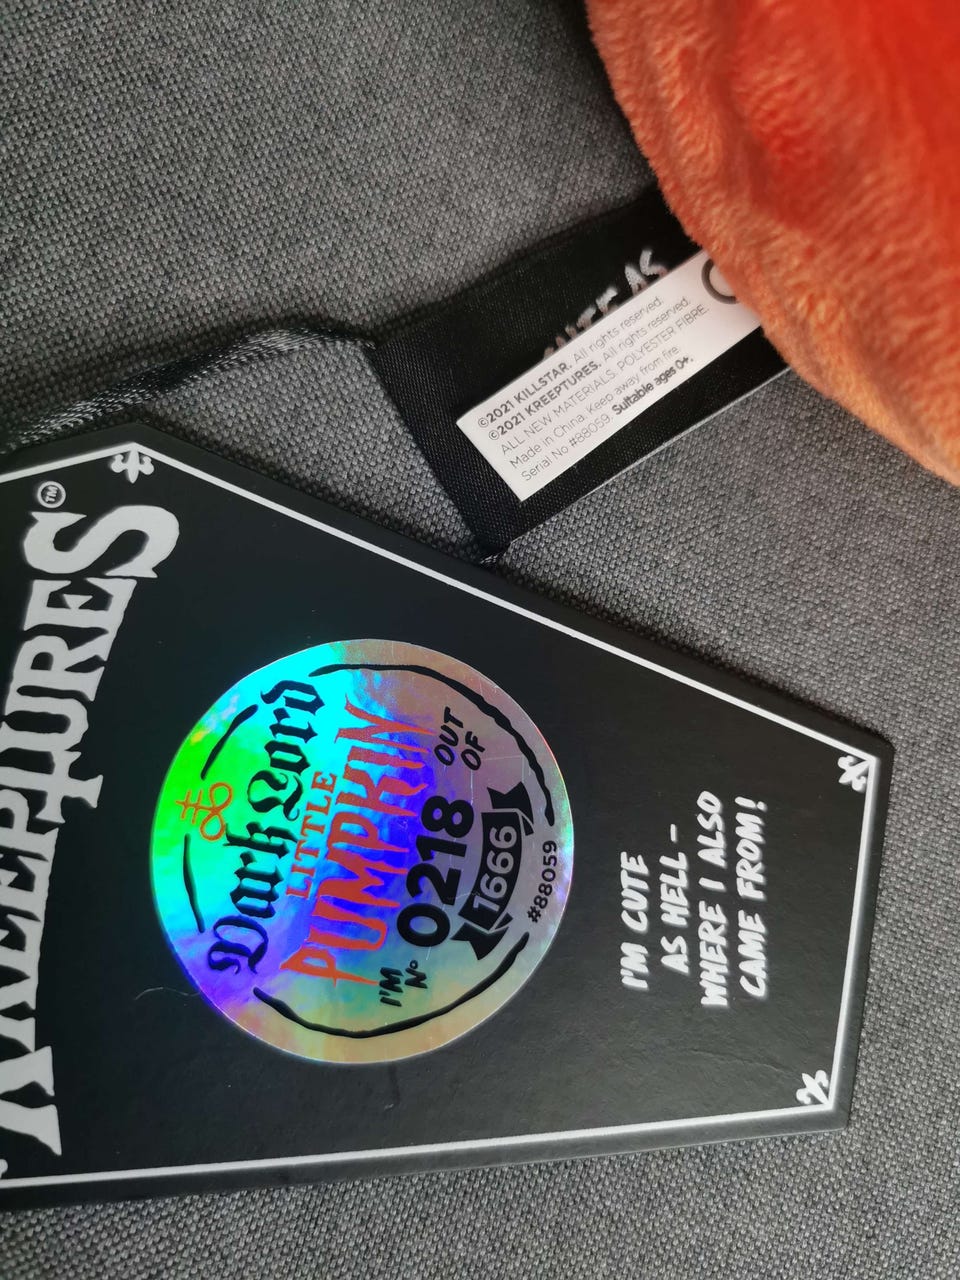 KREEPTURES™
Dark Lord
LITTLE
PUMPKIN
I'M Nº 0218 OUT OF
1666
#88059
I'M CUTE
AS HELL -
WHERE I ALSO
CAME FROM!
AS
©2021 KILLSTAR. All rights reserved.
©2021 KREEPTURES. All rights reserved.
ALL NEW MATERIALS. POLYESTER FIBRE.
Made in China. Keep away from fire.
Serial No #88059. Suitable ages 0+.